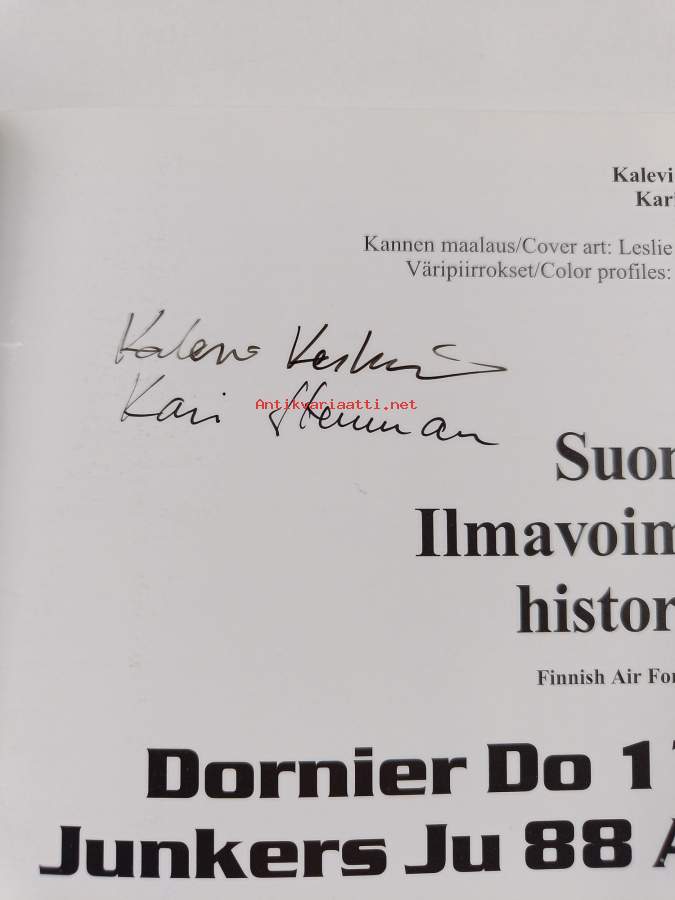 Kalevi
Kari
Kannen maalaus/Cover art: Leslie
Väripiirrokset/Color profiles:
Kalevi Keskinen
Kari Stenman
Antikvariaatti.net
Suom
Ilmavoim
histor
Finnish Air For
Dornier Do 1
Junkers Ju 88 A